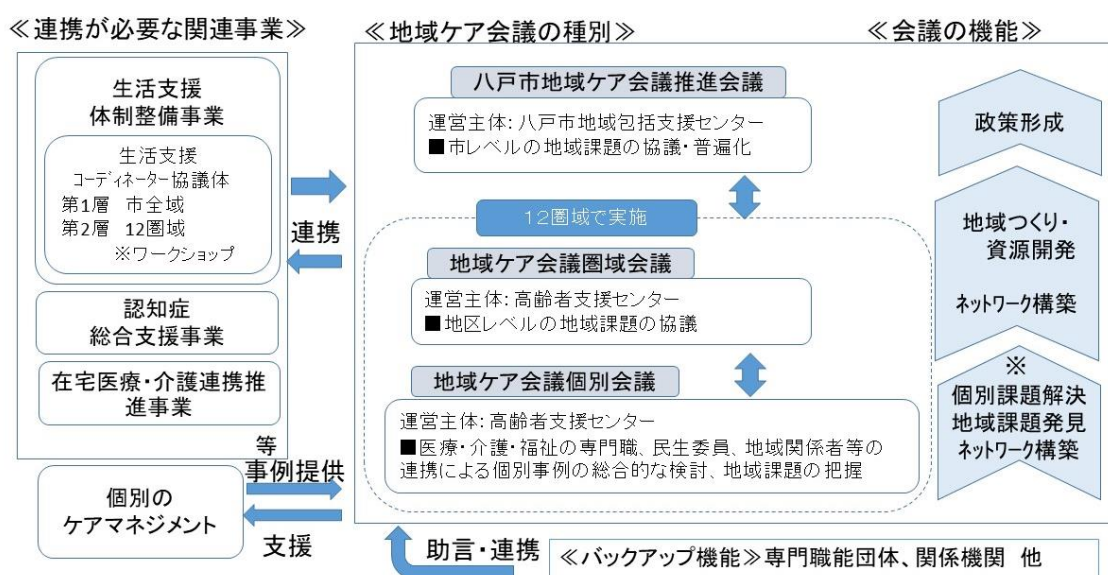 ≪連携が必要な関連事業≫
生活支援
体制整備事業
生活支援
コーディネーター協議体
第1層 市全域
第2層 12圏域
※ワークショップ
認知症
総合支援事業
在宅医療・介護連携推
進事業
等
個別の
ケアマネジメント
連携
事例提供
支援
≪地域ケア会議の種別≫
八戸市地域ケア会議推進会議
運営主体:八戸市地域包括支援センター
■市レベルの地域課題の協議・普遍化
12圏域で実施
地域ケア会議圏域会議
運営主体:高齢者支援センター
■地区レベルの地域課題の協議
地域ケア会議個別会議
運営主体:高齢者支援センター
■医療・介護・福祉の専門職、民生委員、地域関係者等の
連携による個別事例の総合的な検討、地域課題の把握
≪会議の機能≫
政策形成
地域つくり・
資源開発
ネットワーク構築
※
個別課題解決
地域課題発見
ネットワーク構築
助言・連携
≪バックアップ機能≫専門職能団体、関係機関 他